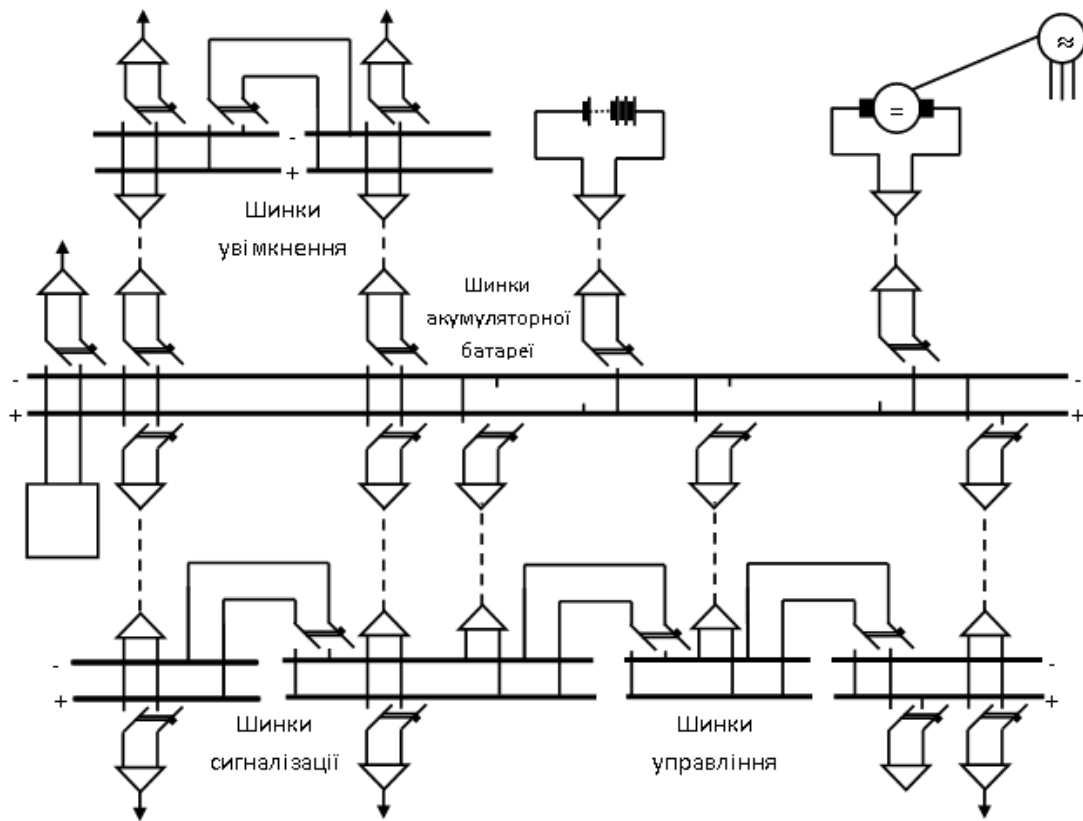 ≈
=
-
+
Шинки
увімкнення
Шинки
акумуляторної
батареї
-
-
+
+
-
-
+
+
Шинки
сигналізації
Шинки
управління